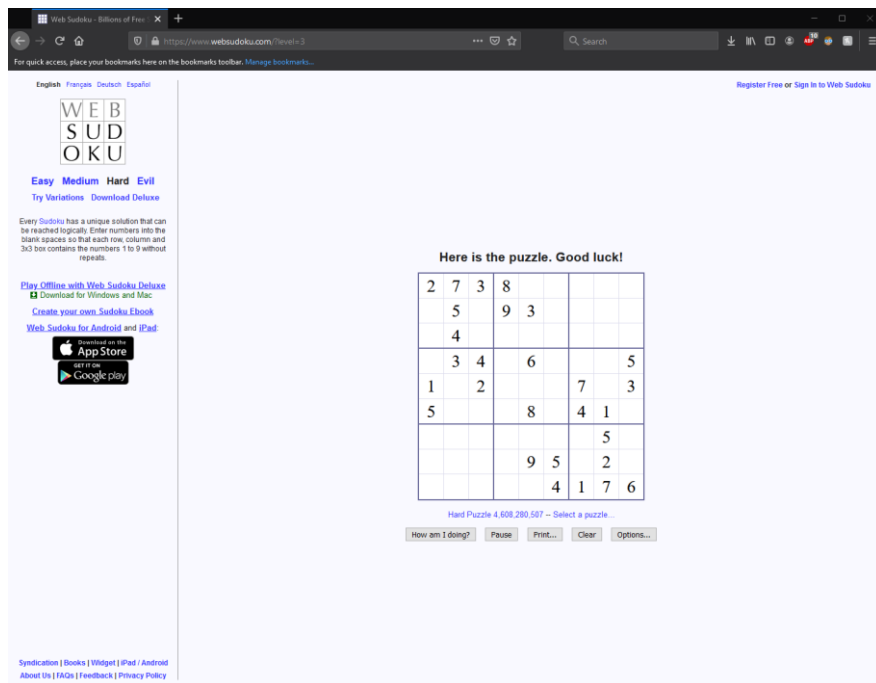 Web Sudoku - Billions of Free
https://www.websudoku.com/?level=3
Search
For quick access, place your bookmarks here on the bookmarks toolbar. Manage bookmarks...
English Français Deutsch Español
Register Free or Sign In to Web Sudoku
WEB
SUD
OKU
Easy Medium Hard Evil
Try Variations Download Deluxe
Every Sudoku has a unique solution that can
be reached logically. Enter numbers into the
blank spaces so that each row, column and
3x3 box contains the numbers 1 to 9 without
repeats.
Play Offline with Web Sudoku Deluxe
Download for Windows and Mac
Create your own Sudoku Ebook
Web Sudoku for Android and iPad:
Download on the
App Store
GET IT ON
Google play
Here is the puzzle. Good luck!
2 7 3 8
5 9 3
4
3 4 6 5
1 2 7 3
5 8 4 1
5
9 5 2
4 1 7 6
Hard Puzzle 4,608,280,507 -- Select a puzzle...
How am I doing? Pause Print... Clear Options...
Syndication | Books | Widget | iPad / Android
About Us | FAQs | Feedback | Privacy Policy